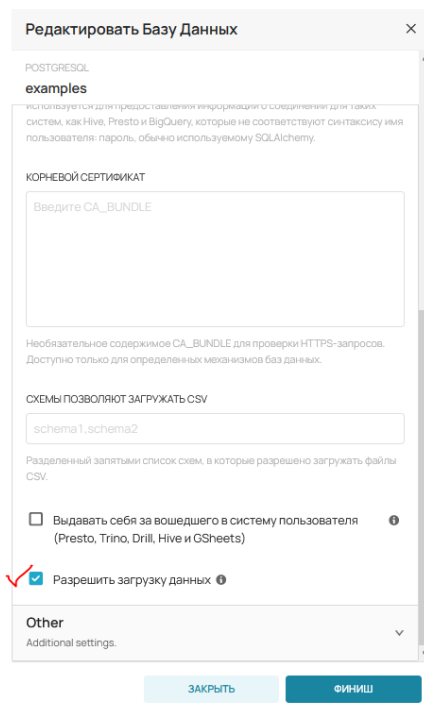 Редактировать Базу Данных
POSTGRESQL
examples
используется для предоставления информации о соединении для таких
систем, как Hive, Presto и BigQuery, которые не соответствуют синтаксису имя
пользователя: пароль, обычно используемому SQLAlchemy.
КОРНЕВОЙ СЕРТИФИКАТ
Введите CA_BUNDLE
Необязательное содержимое CA_BUNDLE для проверки HTTPS-запросов.
Доступно только для определенных механизмов баз данных.
СХЕМЫ ПОЗВОЛЯЮТ ЗАГРУЖАТЬ CSV
schema1,schema2
Разделенный запятыми список схем, в которые разрешено загружать файлы
CSV.
Выдавать себя за вошедшего в систему пользователя
(Presto, Trino, Drill, Hive и GSheets)
Разрешить загрузку данных
Other
Additional settings.
ЗАКРЫТЬ
ФИНИШ